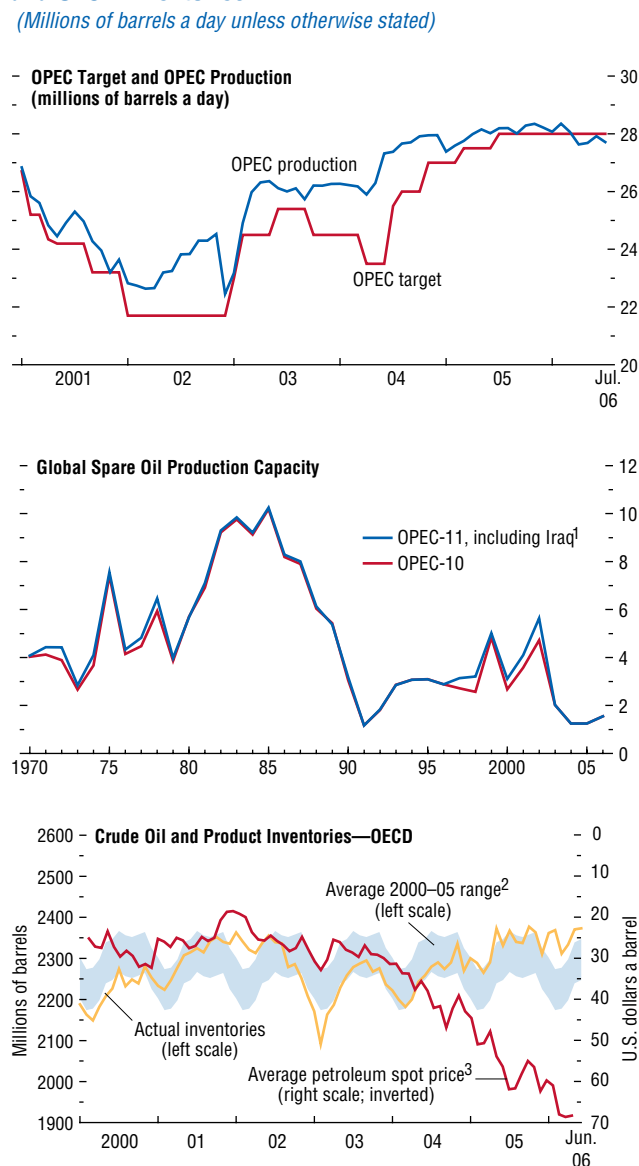 (Millions of barrels a day unless otherwise stated)
OPEC Target and OPEC Production
(millions of barrels a day)
30
28
26
24
22
20
OPEC production
OPEC target
2001
02
03
04
05
Jul.
06
Global Spare Oil Production Capacity
12
10
8
6
4
2
0
OPEC-11, including Iraq1
OPEC-10
1970
75
80
85
90
95
2000
05
Crude Oil and Product Inventories—OECD
2600
2500
2400
2300
2200
2100
2000
1900
Millions of barrels
0
10
20
30
40
50
60
70
U.S. dollars a barrel
Average 2000–05 range2
(left scale)
Actual inventories
(left scale)
Average petroleum spot price3
(right scale; inverted)
2000
01
02
03
04
05
Jun.
06